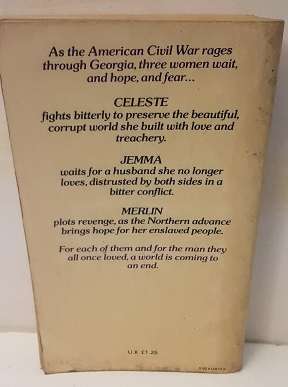 As the American Civil War rages
through Georgia, three women wait,
and hope, and fear...
CELESTE
fights bitterly to preserve the beautiful,
corrupt world she built with love and
treachery.
JEMMA
waits for a husband she no longer
loves, distrusted by both sides in a
bitter conflict.
MERLIN
plots revenge, as the Northern advance
brings hope for her enslaved people.
For each of them and for the man they
all once loved, a world is coming to
an end.
U.K £1.25